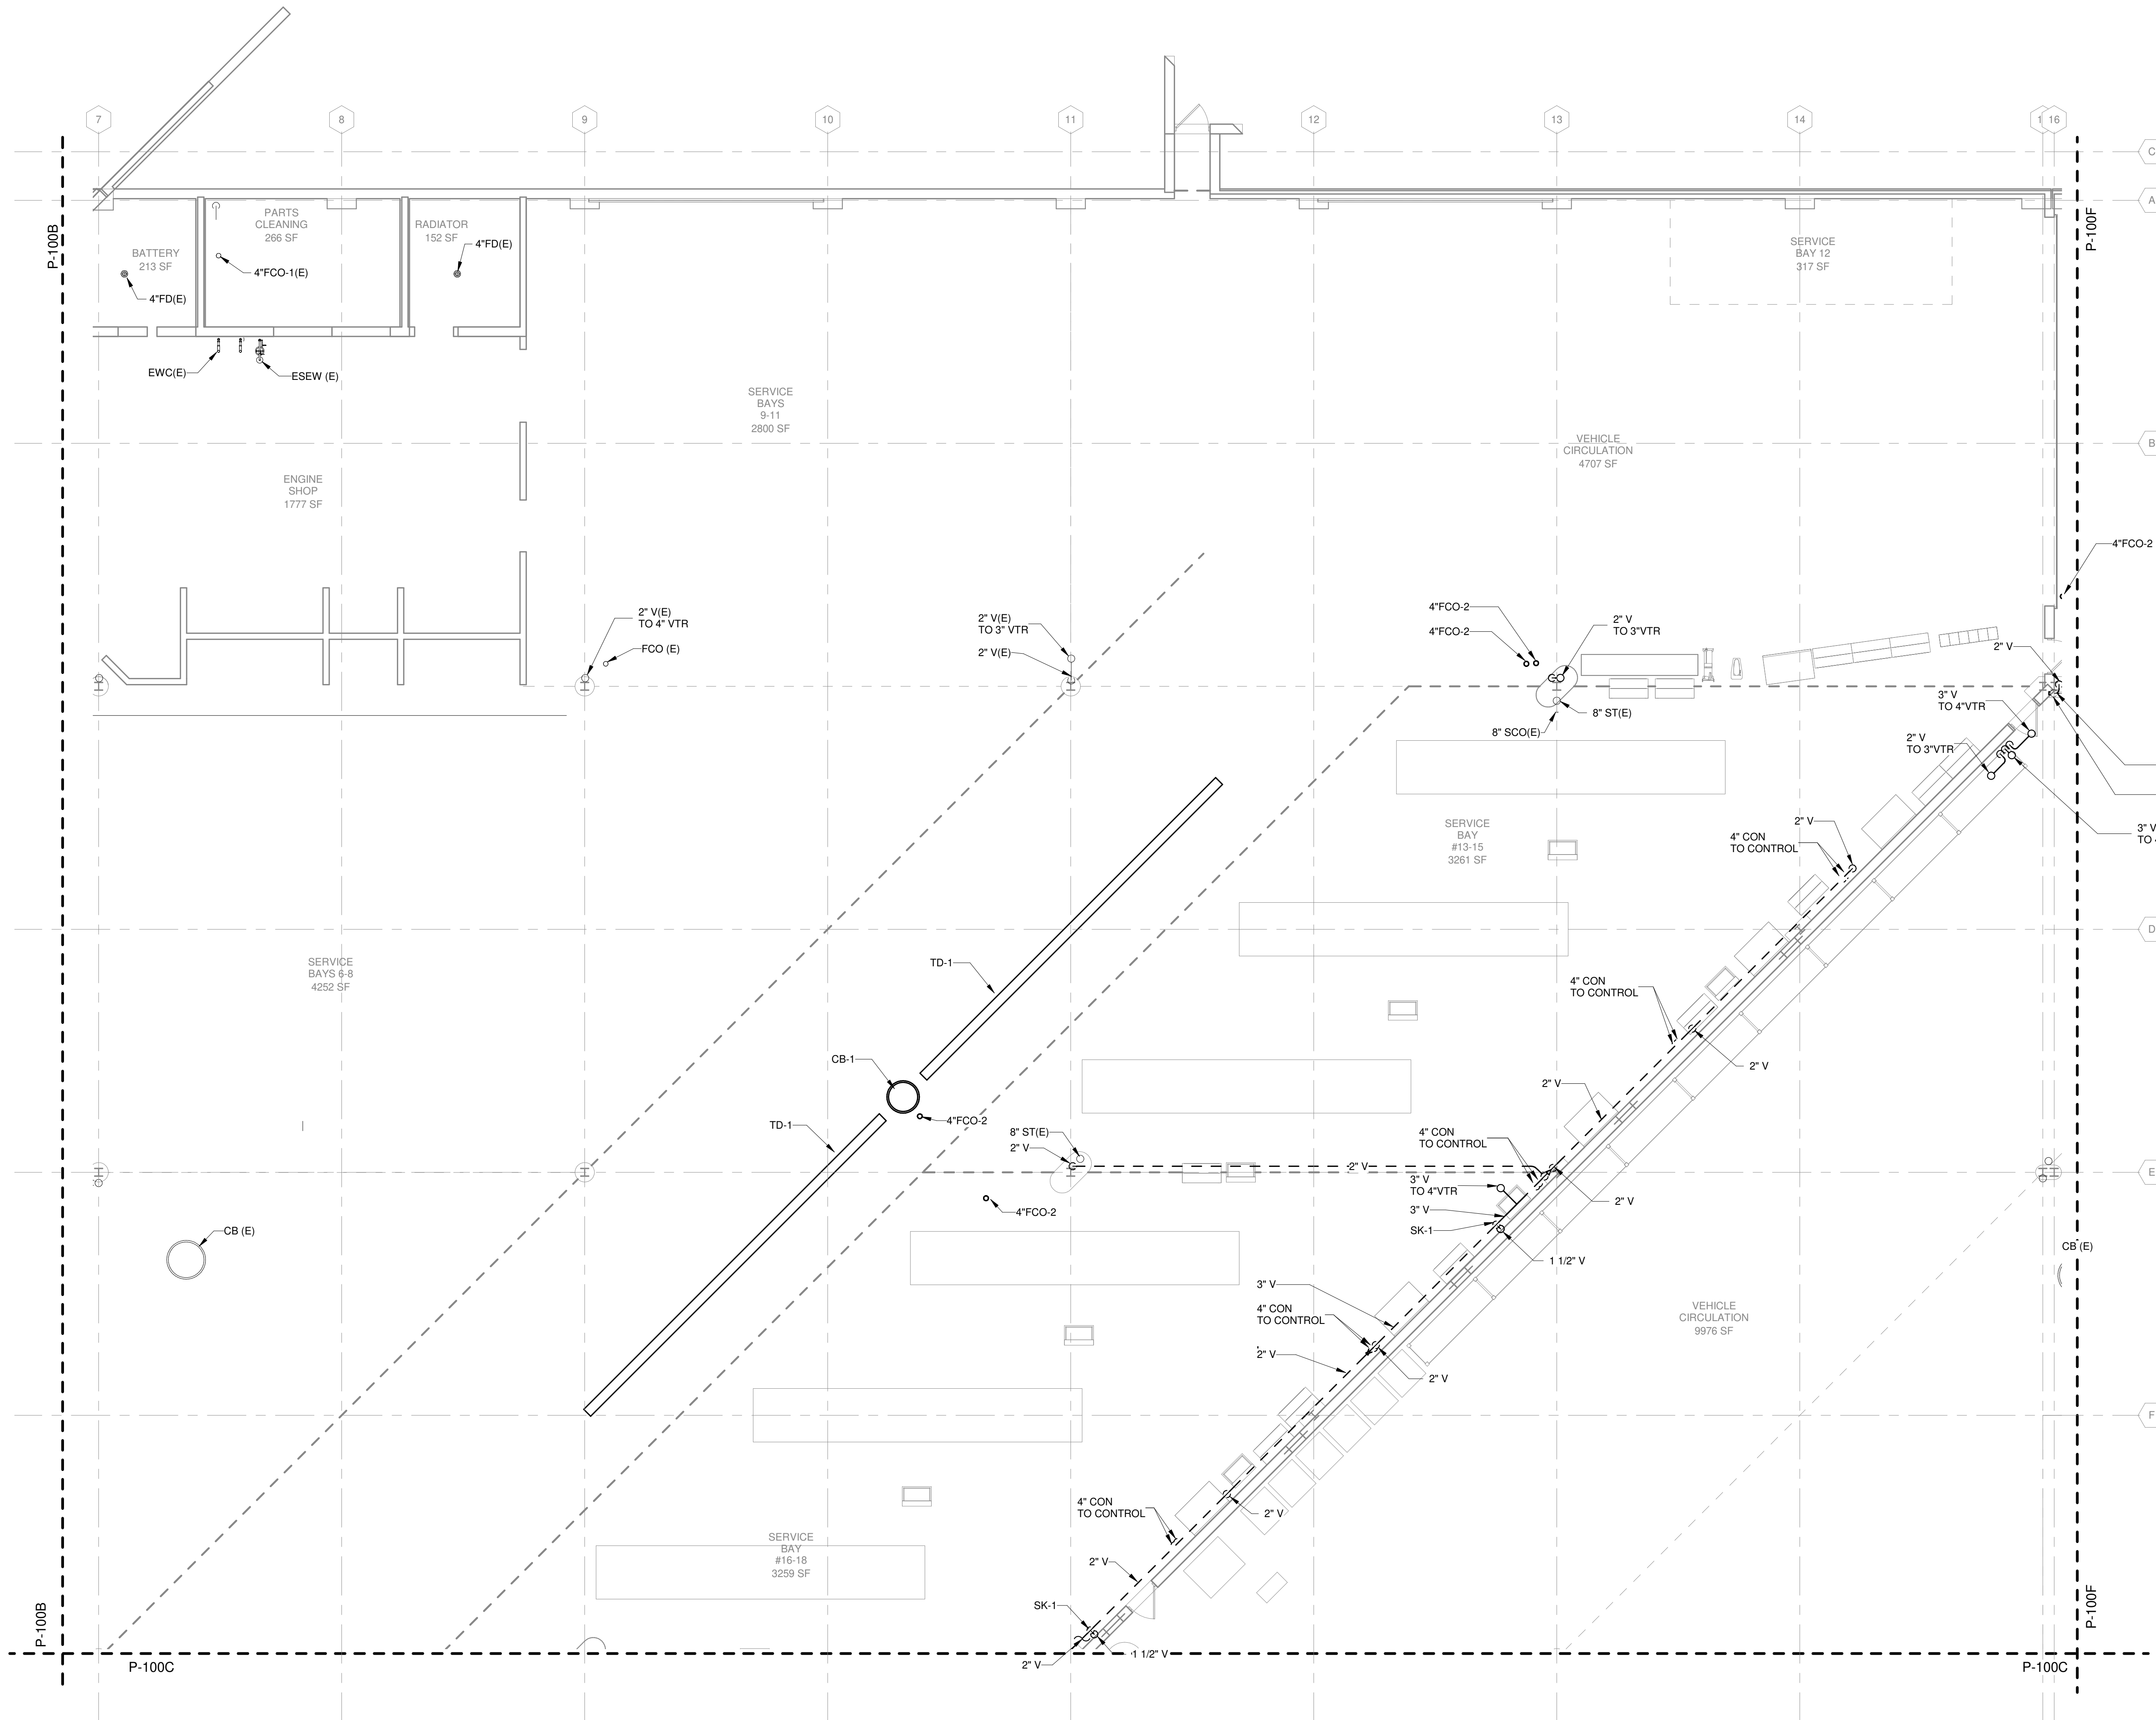 7
8
9
10
11
12
13
14
1
16
C
A
B
D
E
F
P-100B
P-100F
PARTS
CLEANING
266 SF
RADIATOR
152 SF
BATTERY
213 SF
4"FD(E)
4"FCO-1(E)
4"FD(E)
EWC(E)
ESEW (E)
SERVICE
BAY 12
317 SF
SERVICE
BAYS
9-11
2800 SF
VEHICLE
CIRCULATION
4707 SF
ENGINE
SHOP
1777 SF
4"FCO-2
2" V(E)
TO 4" VTR
FCO (E)
2" V(E)
TO 3" VTR
2" V(E)
4"FCO-2
4"FCO-2
2" V
TO 3"VTR
8" ST(E)
8" SCO(E)
2" V
3" V
TO 4"VTR
2" V
TO 3"VTR
3" V
TO
SERVICE
BAY
#13-15
3261 SF
2" V
4" CON
TO CONTROL
SERVICE
BAYS 6-8
4252 SF
TD-1
4" CON
TO CONTROL
CB-1
2" V
2" V
4"FCO-2
TD-1
8" ST(E)
2" V
4" CON
TO CONTROL
2" V
3" V
TO 4"VTR
2" V
4"FCO-2
3" V
SK-1
CB (E)
1 1/2" V
CB (E)
3" V
4" CON
TO CONTROL
2" V
2" V
VEHICLE
CIRCULATION
9976 SF
4" CON
TO CONTROL
2" V
SERVICE
BAY
#16-18
3259 SF
2" V
SK-1
1 1/2" V
2" V
P-100B
P-100F
P-100C
P-100C